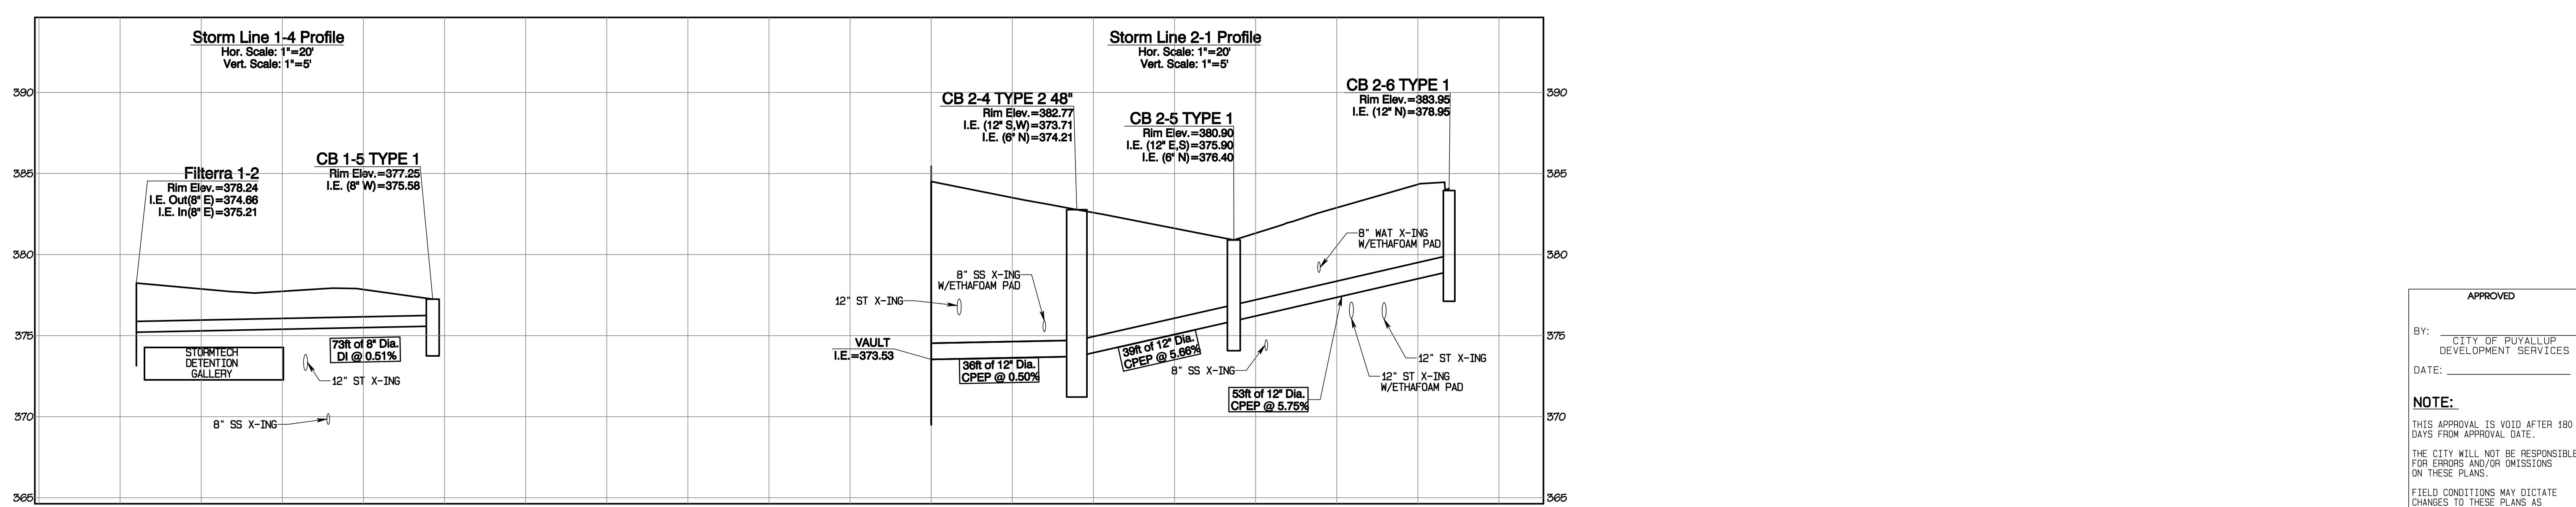 Storm Line 1-4 Profile
Hor. Scale: 1"=20'
Vert. Scale: 1"=5'
390
385
380
375
370
365
Filterra 1-2
Rim Elev.=378.24
I.E. Out(8" E)=374.66
I.E. In(8" E)=375.21
CB 1-5 TYPE 1
Rim Elev.=377.25
I.E. (8" W)=375.58
STORMTECH
DETENTION
GALLERY
73ft of 8" Dia.
DI @ 0.51%
12" ST X-ING
8" SS X-ING
Storm Line 2-1 Profile
Hor. Scale: 1"=20'
Vert. Scale: 1"=5'
CB 2-4 TYPE 2 48"
Rim Elev.=382.77
I.E. (12" S,W)=373.71
I.E. (6" N)=374.21
CB 2-5 TYPE 1
Rim Elev.=380.90
I.E. (12" E,S)=375.90
I.E. (6" N)=376.40
CB 2-6 TYPE 1
Rim Elev.=383.95
I.E. (12" N)=378.95
8" WAT X-ING
W/ETHAFOAM PAD
8" SS X-ING
W/ETHAFOAM PAD
12" ST X-ING
VAULT
I.E.=373.53
36ft of 12" Dia.
CPEP @ 0.50%
39ft of 12" Dia.
CPEP @ 5.66%
8" SS X-ING
53ft of 12" Dia.
CPEP @ 5.75%
12" ST X-ING
12" ST X-ING
W/ETHAFOAM PAD
390
385
380
375
370
365
APPROVED
BY:
CITY OF PUYALLUP
DEVELOPMENT SERVICES
DATE:
NOTE:
THIS APPROVAL IS VOID AFTER 180
DAYS FROM APPROVAL DATE.
THE CITY WILL NOT BE RESPONSIBLE
FOR ERRORS AND/OR OMISSIONS
ON THESE PLANS.
FIELD CONDITIONS MAY DICTATE
CHANGES TO THESE PLANS AS